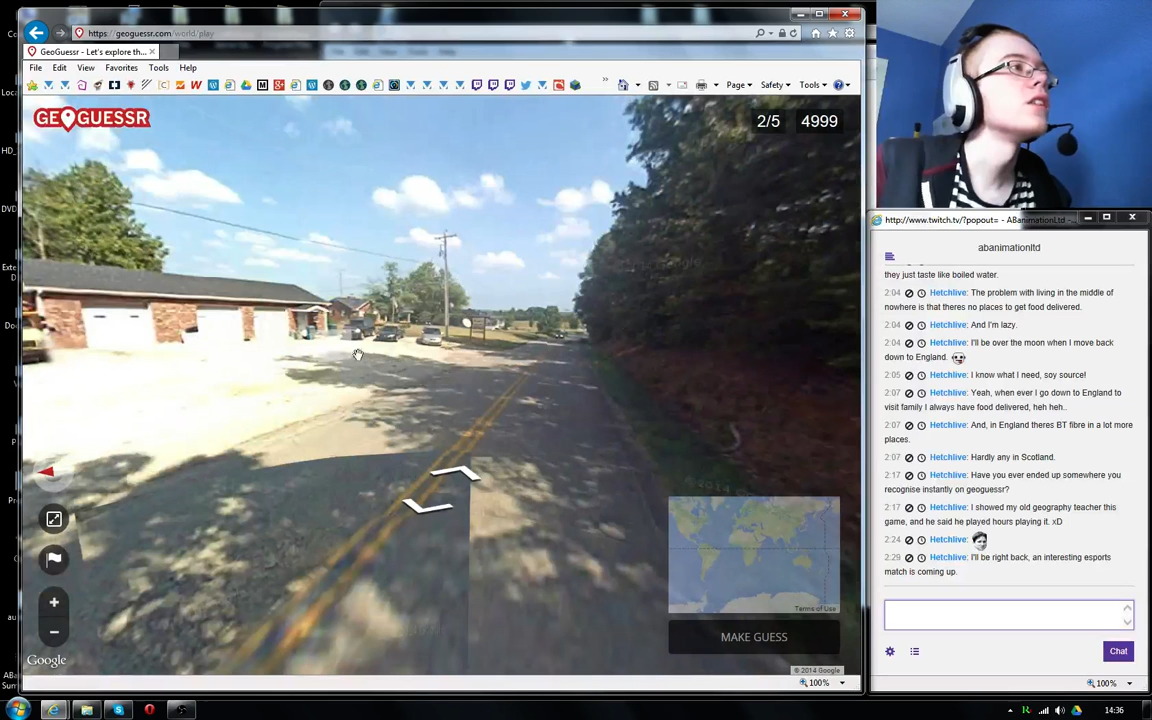 https://geoguessr.com/world/play
GeoGuessr - Let's explore th...
File Edit View Favorites Tools Help
Page Safety Tools
GEOGUESSR
2/5 4999
Terms of Use
MAKE GUESS
Google
© 2014 Google
100%
http://www.twitch.tv/?popout= - ABanimationLtd -...
abanimationltd
they just taste like boiled water.
2:04 Hetchlive: The problem with living in the middle of
nowhere is that theres no places to get food delivered.
2:04 Hetchlive: And I'm lazy.
2:04 Hetchlive: I'll be over the moon when I move back
down to England.
2:05 Hetchlive: I know what I need, soy source!
2:07 Hetchlive: Yeah, when ever I go down to England to
visit family I always have food delivered, heh heh..
2:07 Hetchlive: And, in England theres BT fibre in a lot more
places.
2:07 Hetchlive: Hardly any in Scotland.
2:17 Hetchlive: Have you ever ended up somewhere you
recognise instantly on geoguessr?
2:17 Hetchlive: I showed my old geography teacher this
game, and he said he played hours playing it. xD
2:24 Hetchlive:
2:29 Hetchlive: I'll be right back, an interesting esports
match is coming up.
Chat
100%
14:36